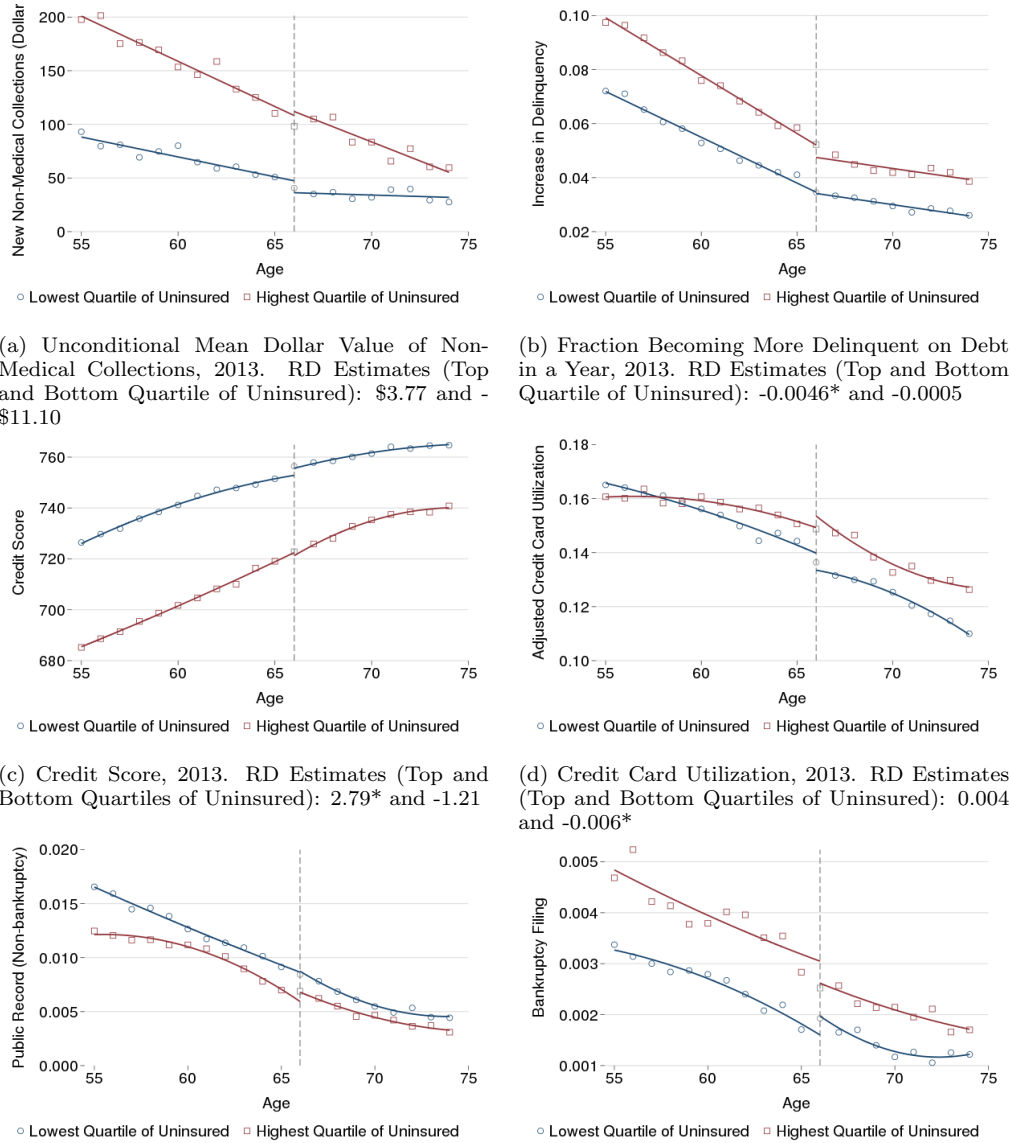 New Non-Medical Collections (Dollar
200
150
100
50
0
55 60 65 70 75
Age
Lowest Quartile of Uninsured Highest Quartile of Uninsured
Increase in Delinquency
0.10
0.08
0.06
0.04
0.02
55 60 65 70 75
Age
Lowest Quartile of Uninsured Highest Quartile of Uninsured
(a) Unconditional Mean Dollar Value of Non-
Medical Collections, 2013. RD Estimates (Top
and Bottom Quartile of Uninsured): $3.77 and -
$11.10
(b) Fraction Becoming More Delinquent on Debt
in a Year, 2013. RD Estimates (Top and Bottom
Quartile of Uninsured): -0.0046* and -0.0005
Credit Score
760
740
720
700
680
55 60 65 70 75
Age
Lowest Quartile of Uninsured Highest Quartile of Uninsured
Adjusted Credit Card Utilization
0.18
0.16
0.14
0.12
0.10
55 60 65 70 75
Age
Lowest Quartile of Uninsured Highest Quartile of Uninsured
(c) Credit Score, 2013. RD Estimates (Top and
Bottom Quartiles of Uninsured): 2.79* and -1.21
(d) Credit Card Utilization, 2013. RD Estimates
(Top and Bottom Quartiles of Uninsured): 0.004
and -0.006*
Public Record (Non-bankruptcy)
0.020
0.015
0.010
0.005
0.000
55 60 65 70 75
Age
Lowest Quartile of Uninsured Highest Quartile of Uninsured
Bankruptcy Filing
0.005
0.004
0.003
0.002
0.001
55 60 65 70 75
Age
Lowest Quartile of Uninsured Highest Quartile of Uninsured